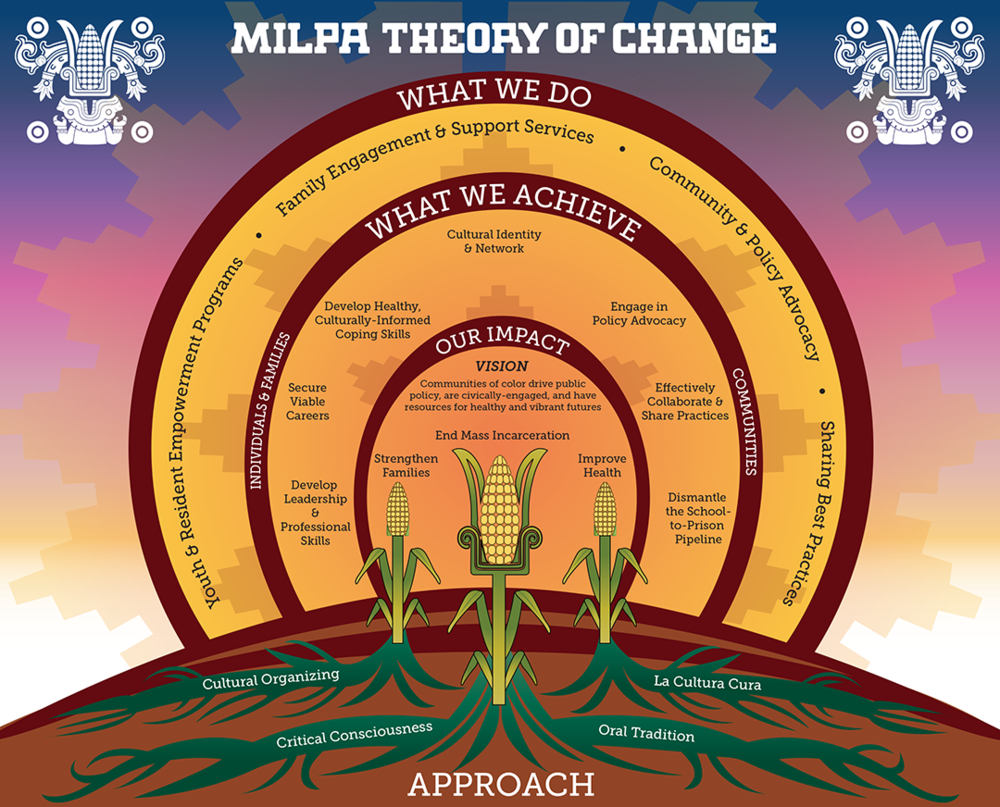 MILPA THEORY OF CHANGE
WHAT WE DO
Youth & Resident Empowerment Programs • Family Engagement & Support Services • Community & Policy Advocacy • Sharing Best Practices
WHAT WE ACHIEVE
INDIVIDUALS & FAMILIES
COMMUNITIES
Cultural Identity
& Network
Develop Healthy,
Culturally-Informed
Coping Skills
Engage in
Policy Advocacy
Secure
Viable
Careers
Effectively
Collaborate &
Share Practices
Develop
Leadership
&
Professional
Skills
Dismantle
the School-
to-Prison
Pipeline
OUR IMPACT
VISION
Communities of color drive public
policy, are civically-engaged, and have
resources for healthy and vibrant futures
End Mass Incarceration
Strengthen
Families
Improve
Health
Cultural Organizing
La Cultura Cura
Critical Consciousness
Oral Tradition
APPROACH